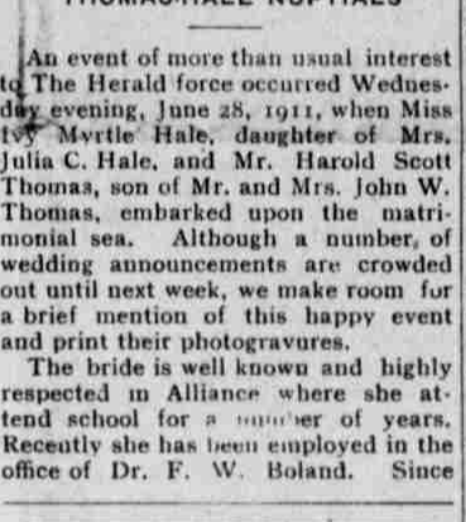 THOMAS-HALE NUPTIALS
An event of more than usual interest
to The Herald force occurred Wednes-
day evening, June 28, 1911, when Miss
Ivy Myrtle Hale, daughter of Mrs.
Julia C. Hale, and Mr. Harold Scott
Thomas, son of Mr. and Mrs. John W.
Thomas, embarked upon the matri-
monial sea. Although a number, of
wedding announcements are crowded
out until next week, we make room for
a brief mention of this happy event
and print their photogravures.
The bride is well known and highly
respected in Alliance where she at-
tend school for a number of years.
Recently she has been employed in the
office of Dr. F. W. Boland. Since